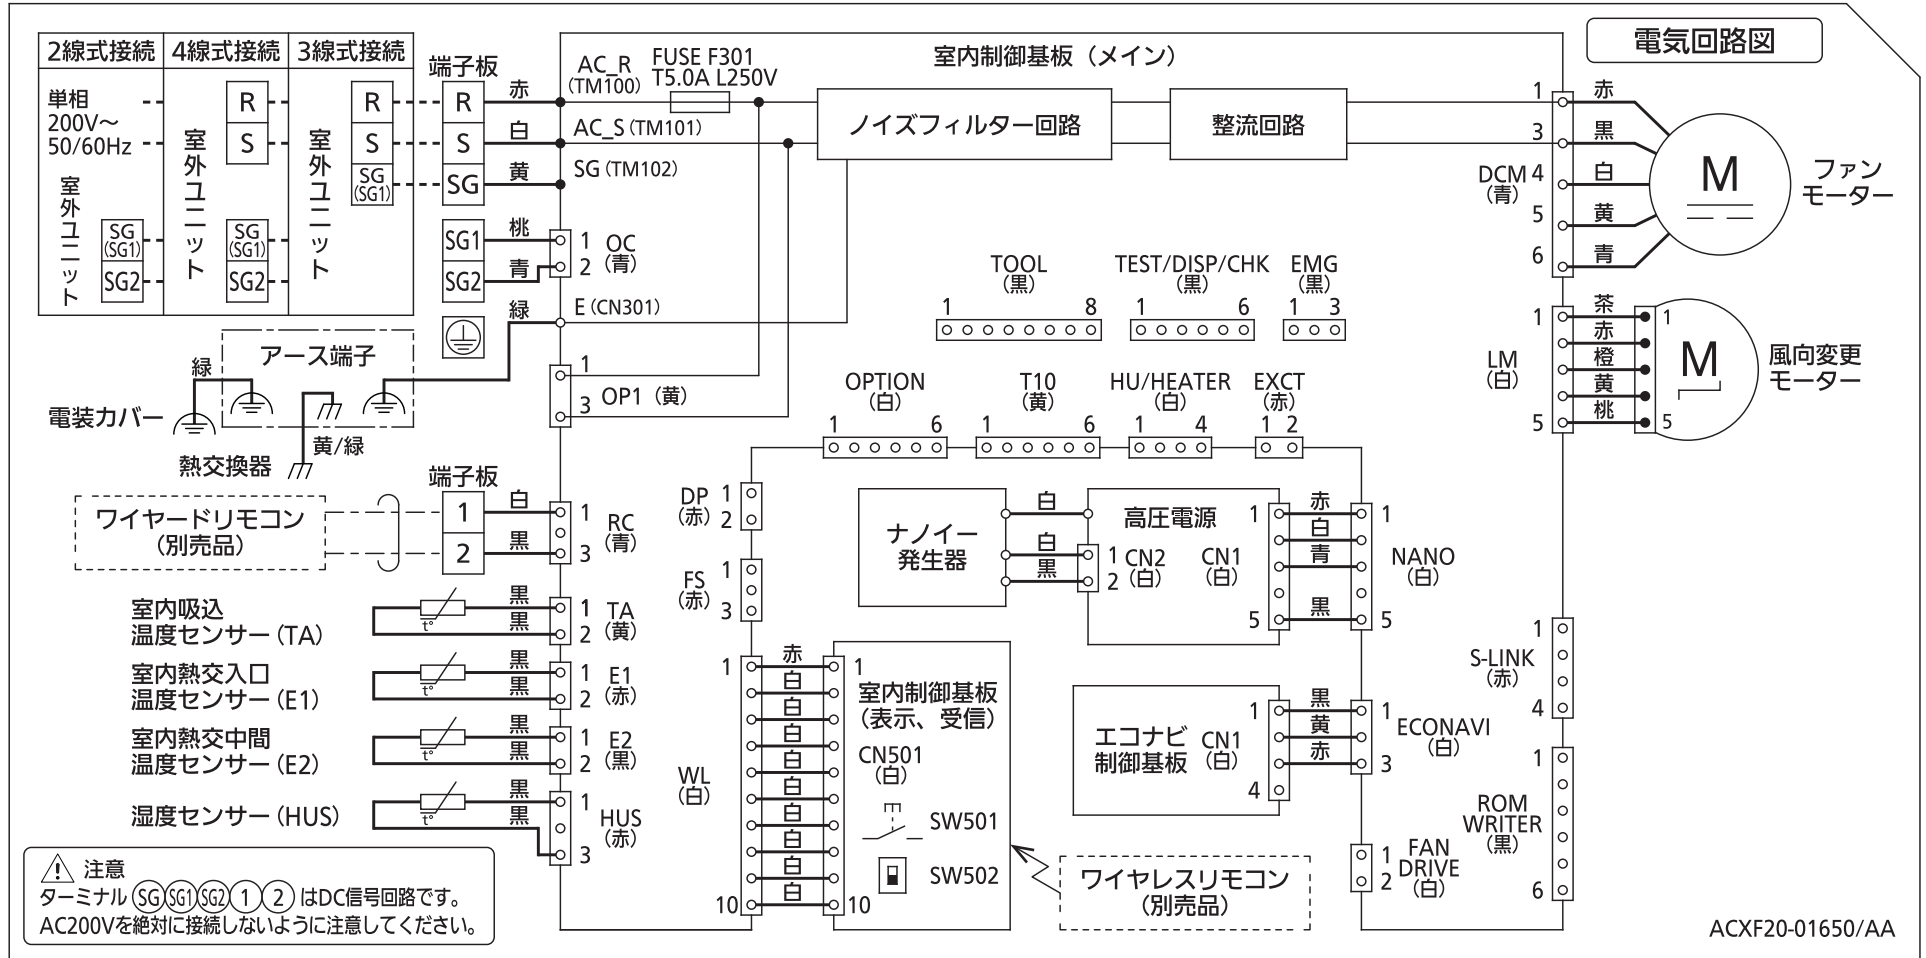 電気回路図
2線式接続 4線式接続 3線式接続
単相
200V～
50/60Hz
室外ユニット
SG
(SG1)
SG2
R
S
室外ユニット
SG
(SG1)
SG2
室外ユニット
R
S
SG
(SG1)
端子板
R 赤
S 白
SG 黄
SG1 桃
SG2 青
緑
アース端子
緑
電装カバー
黄/緑
熱交換器
室内制御基板（メイン）
AC_R
(TM100)
FUSE F301
T5.0A L250V
AC_S (TM101)
SG (TM102)
1 OC
2 (青)
E (CN301)
1
3 OP1 (黄)
ノイズフィルター回路
整流回路
1 赤
3 黒
DCM 4 白
(青)
5 黄
6 青
M
ファン
モーター
TOOL
(黒)
1 8
TEST/DISP/CHK
(黒)
1 6
EMG
(黒)
1 3
1 茶 1
赤
LM 橙
(白) 黄
5 桃 5
M
風向変更
モーター
OPTION
(白)
1 6
T10
(黄)
1 6
HU/HEATER
(白)
1 4
EXCT
(赤)
1 2
ワイヤードリモコン
(別売品)
端子板
1 白 1
2 黒 3
RC
(青)
室内吸込
温度センサー (TA)
t°
黒 1
黒 2
TA
(黄)
室内熱交入口
温度センサー (E1)
t°
黒 1
黒 2
E1
(赤)
室内熱交中間
温度センサー (E2)
t°
黒 1
黒 2
E2
(黒)
湿度センサー (HUS)
t°
黒 1
黒 3
HUS
(赤)
DP 1
(赤) 2
FS 1
(赤) 3
ナノイー
発生器
白
白
黒
高圧電源
1 CN2
2 (白)
CN1
(白)
1 赤 1
白
青
5 黒 5
NANO
(白)
WL
(白)
1 赤 1
白
白
白
白
白
白
白
白
10 白 10
室内制御基板
(表示、受信)
CN501
(白)
SW501
SW502
ワイヤレスリモコン
(別売品)
エコナビ
制御基板
CN1
(白)
1 黒 1
黄
赤 3
4
ECONAVI
(白)
FAN
DRIVE
(白)
1
2
S-LINK
(赤)
1
4
ROM
WRITER
(黒)
1
6
注意
ターミナル SG SG1 SG2 1 2 はDC信号回路です。
AC200Vを絶対に接続しないように注意してください。
ACXF20-01650/AA